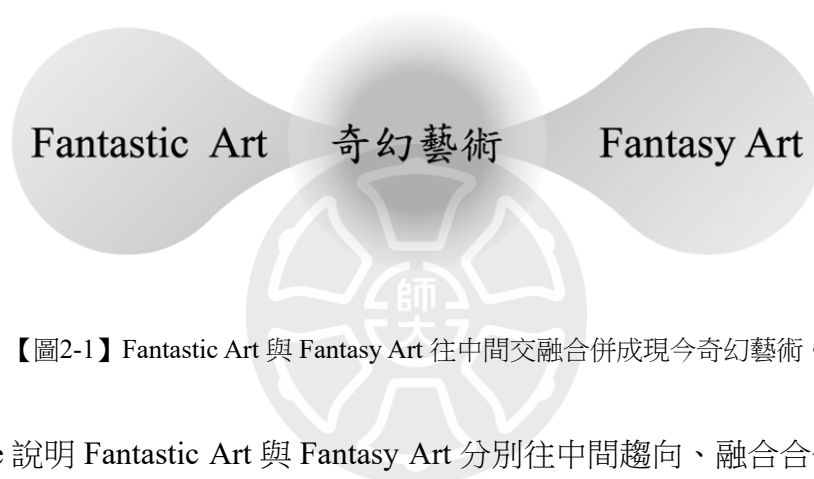 Fantastic Art 奇幻藝術 Fantasy Art
師大
【圖2-1】Fantastic Art 與 Fantasy Art 往中間交融合併成現今奇幻藝術
說明 Fantastic Art 與 Fantasy Art 分別往中間趨向、融合合